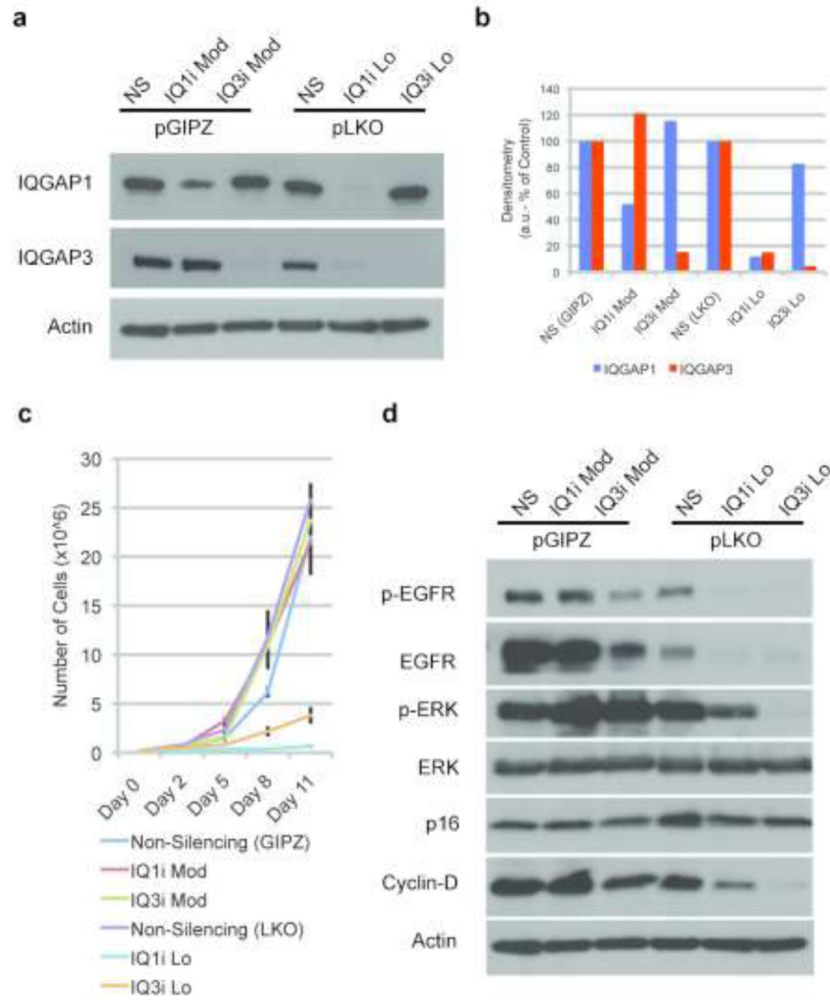 a
NS IQ1i Mod IQ3i Mod NS IQ1i Lo IQ3i Lo
pGIPZ pLKO
IQGAP1
IQGAP3
Actin
b
140
120
100
80
60
40
20
0
Densitometry
(a.u.- % of Control)
NS (GIPZ) IQ1i Mod IQ3i Mod NS (LKO) IQ1i Lo IQ3i Lo
IQGAP1 IQGAP3
c
30
25
20
15
10
5
0
Number of Cells (x10^6)
Day 0 Day 2 Day 5 Day 8 Day 11
Non-Silencing (GIPZ)
IQ1i Mod
IQ3i Mod
Non-Silencing (LKO)
IQ1i Lo
IQ3i Lo
d
NS IQ1i Mod IQ3i Mod NS IQ1i Lo IQ3i Lo
pGIPZ pLKO
p-EGFR
EGFR
p-ERK
ERK
p16
Cyclin-D
Actin